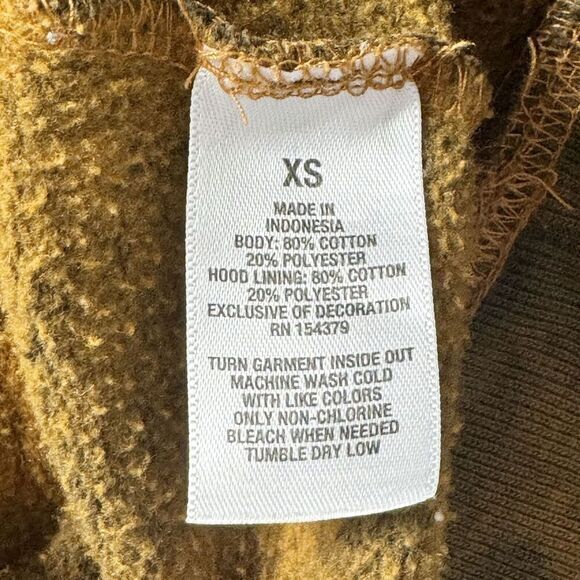 XS
MADE IN
INDONESIA
BODY: 80% COTTON
20% POLYESTER
HOOD LINING: 80% COTTON
20% POLYESTER
EXCLUSIVE OF DECORATION
RN 154379
TURN GARMENT INSIDE OUT
MACHINE WASH COLD
WITH LIKE COLORS
ONLY NON-CHLORINE
BLEACH WHEN NEEDED
TUMBLE DRY LOW